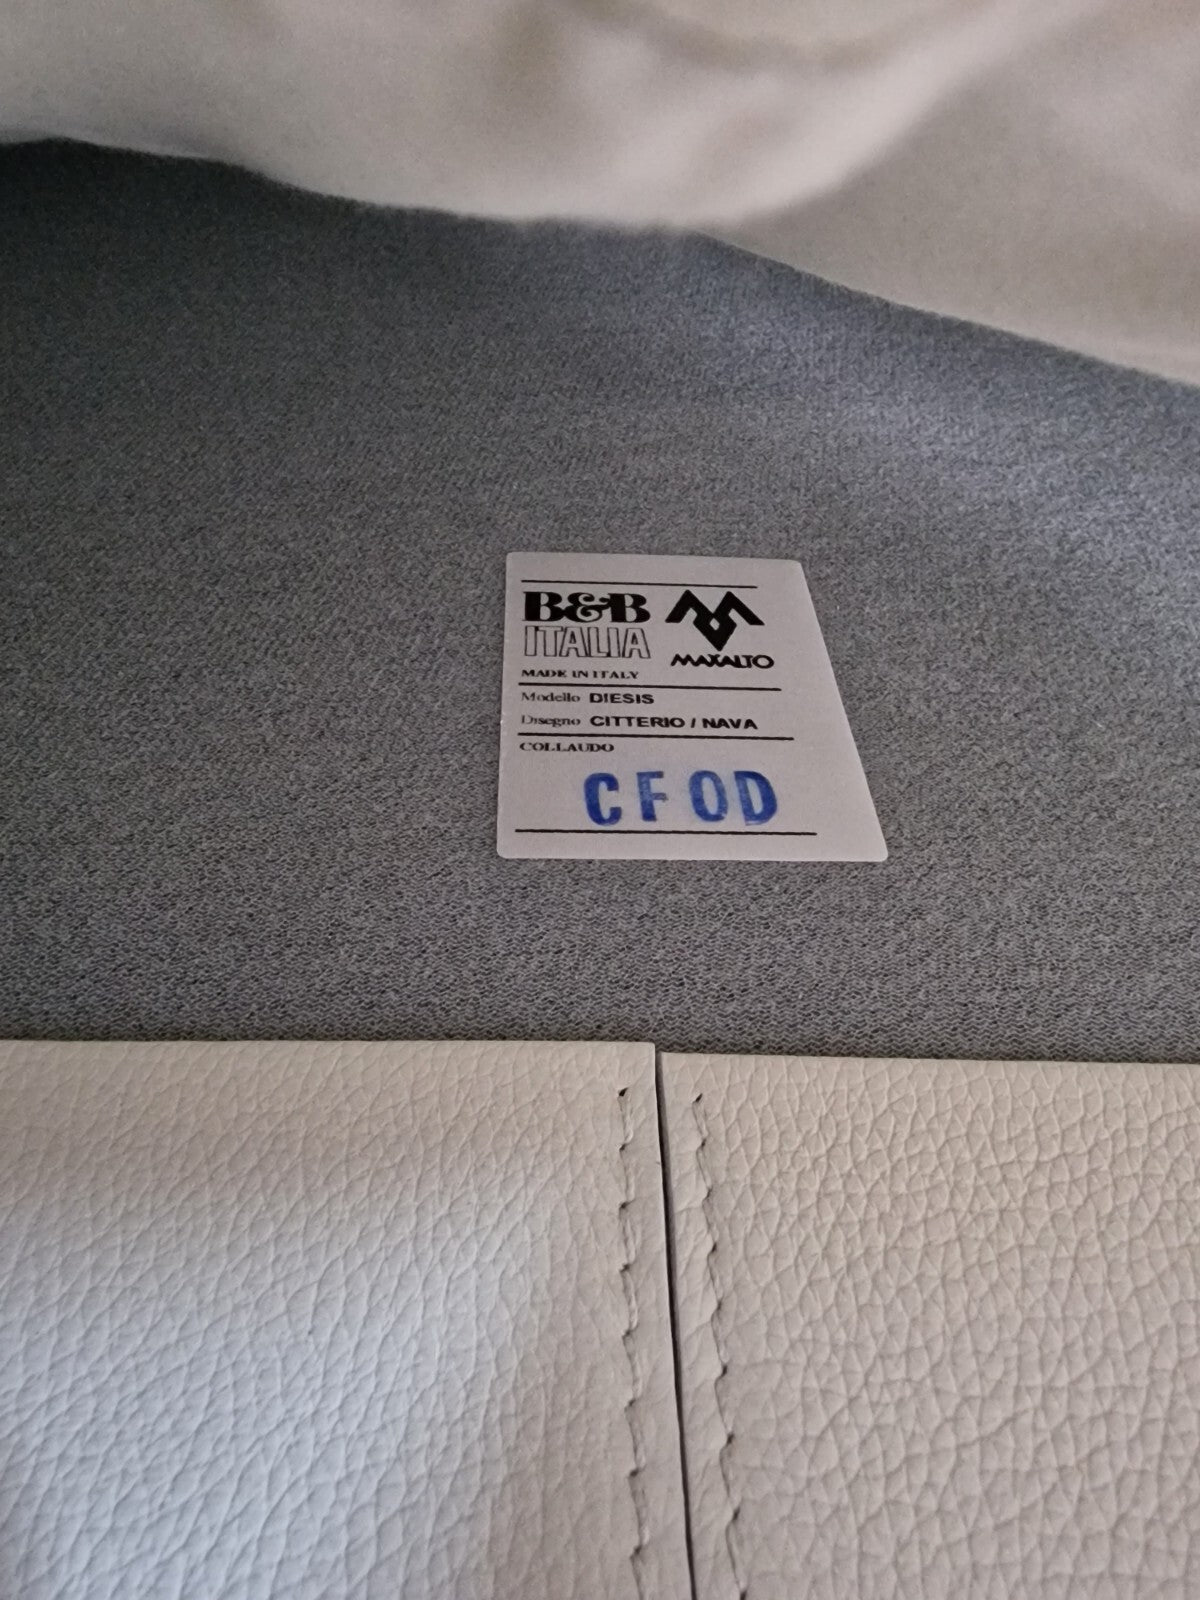 B&B
ITALIA
MAXALTO
MADE IN ITALY
Modello DIESIS
Disegno CITTERIO / NAVA
COLLAUDO
CFOD